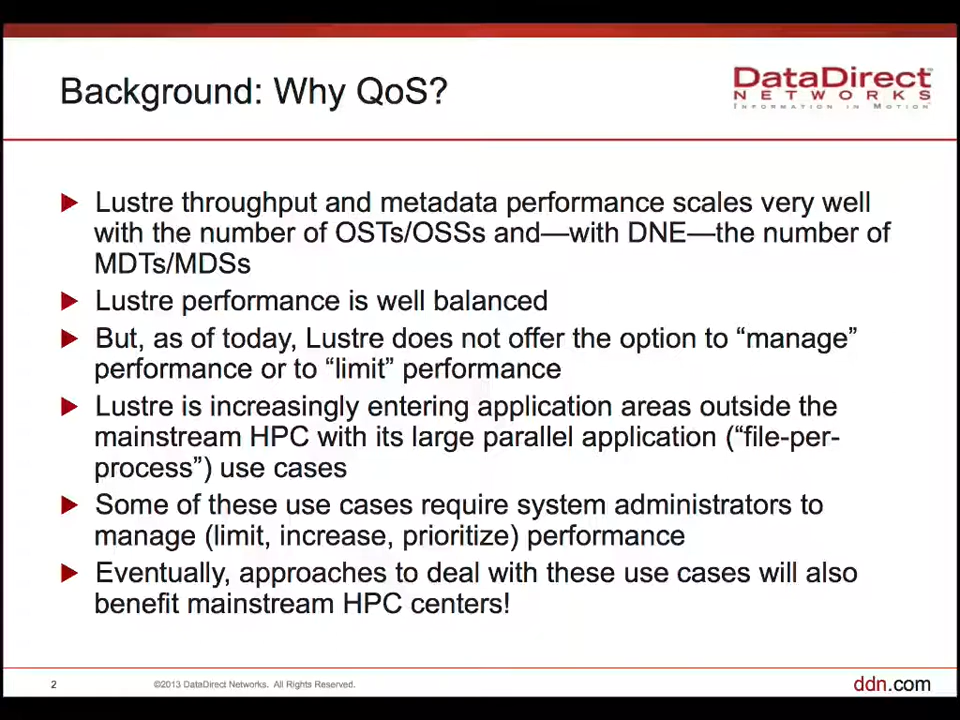 Background: Why QoS?
DataDirect™
NETWORKS
INFORMATION IN MOTION™
Lustre throughput and metadata performance scales very well
with the number of OSTs/OSSs and—with DNE—the number of
MDTs/MDSs
Lustre performance is well balanced
But, as of today, Lustre does not offer the option to “manage”
performance or to “limit” performance
Lustre is increasingly entering application areas outside the
mainstream HPC with its large parallel application (“file-per-
process”) use cases
Some of these use cases require system administrators to
manage (limit, increase, prioritize) performance
Eventually, approaches to deal with these use cases will also
benefit mainstream HPC centers!
2
©2013 DataDirect Networks. All Rights Reserved.
ddn.com